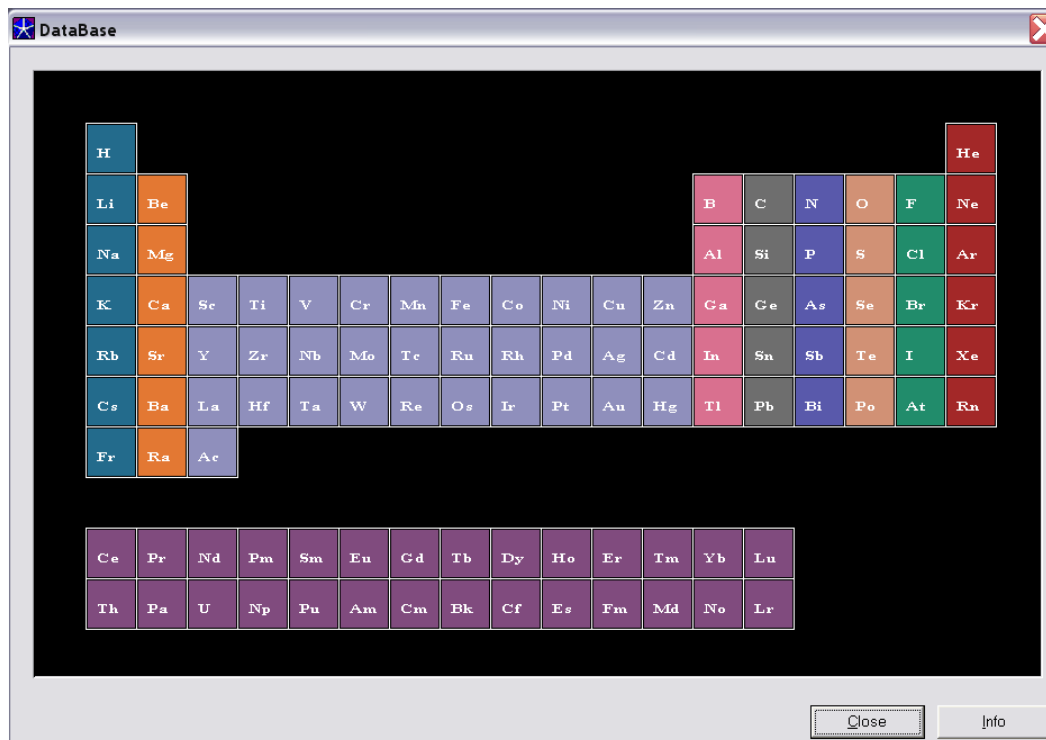 DataBase
H He
Li Be B C N O F Ne
Na Mg Al Si P S Cl Ar
K Ca Sc Ti V Cr Mn Fe Co Ni Cu Zn Ga Ge As Se Br Kr
Rb Sr Y Zr Nb Mo Tc Ru Rh Pd Ag Cd In Sn Sb Te I Xe
Cs Ba La Hf Ta W Re Os Ir Pt Au Hg Tl Pb Bi Po At Rn
Fr Ra Ac
Ce Pr Nd Pm Sm Eu Gd Tb Dy Ho Er Tm Yb Lu
Th Pa U Np Pu Am Cm Bk Cf Es Fm Md No Lr
Close Info